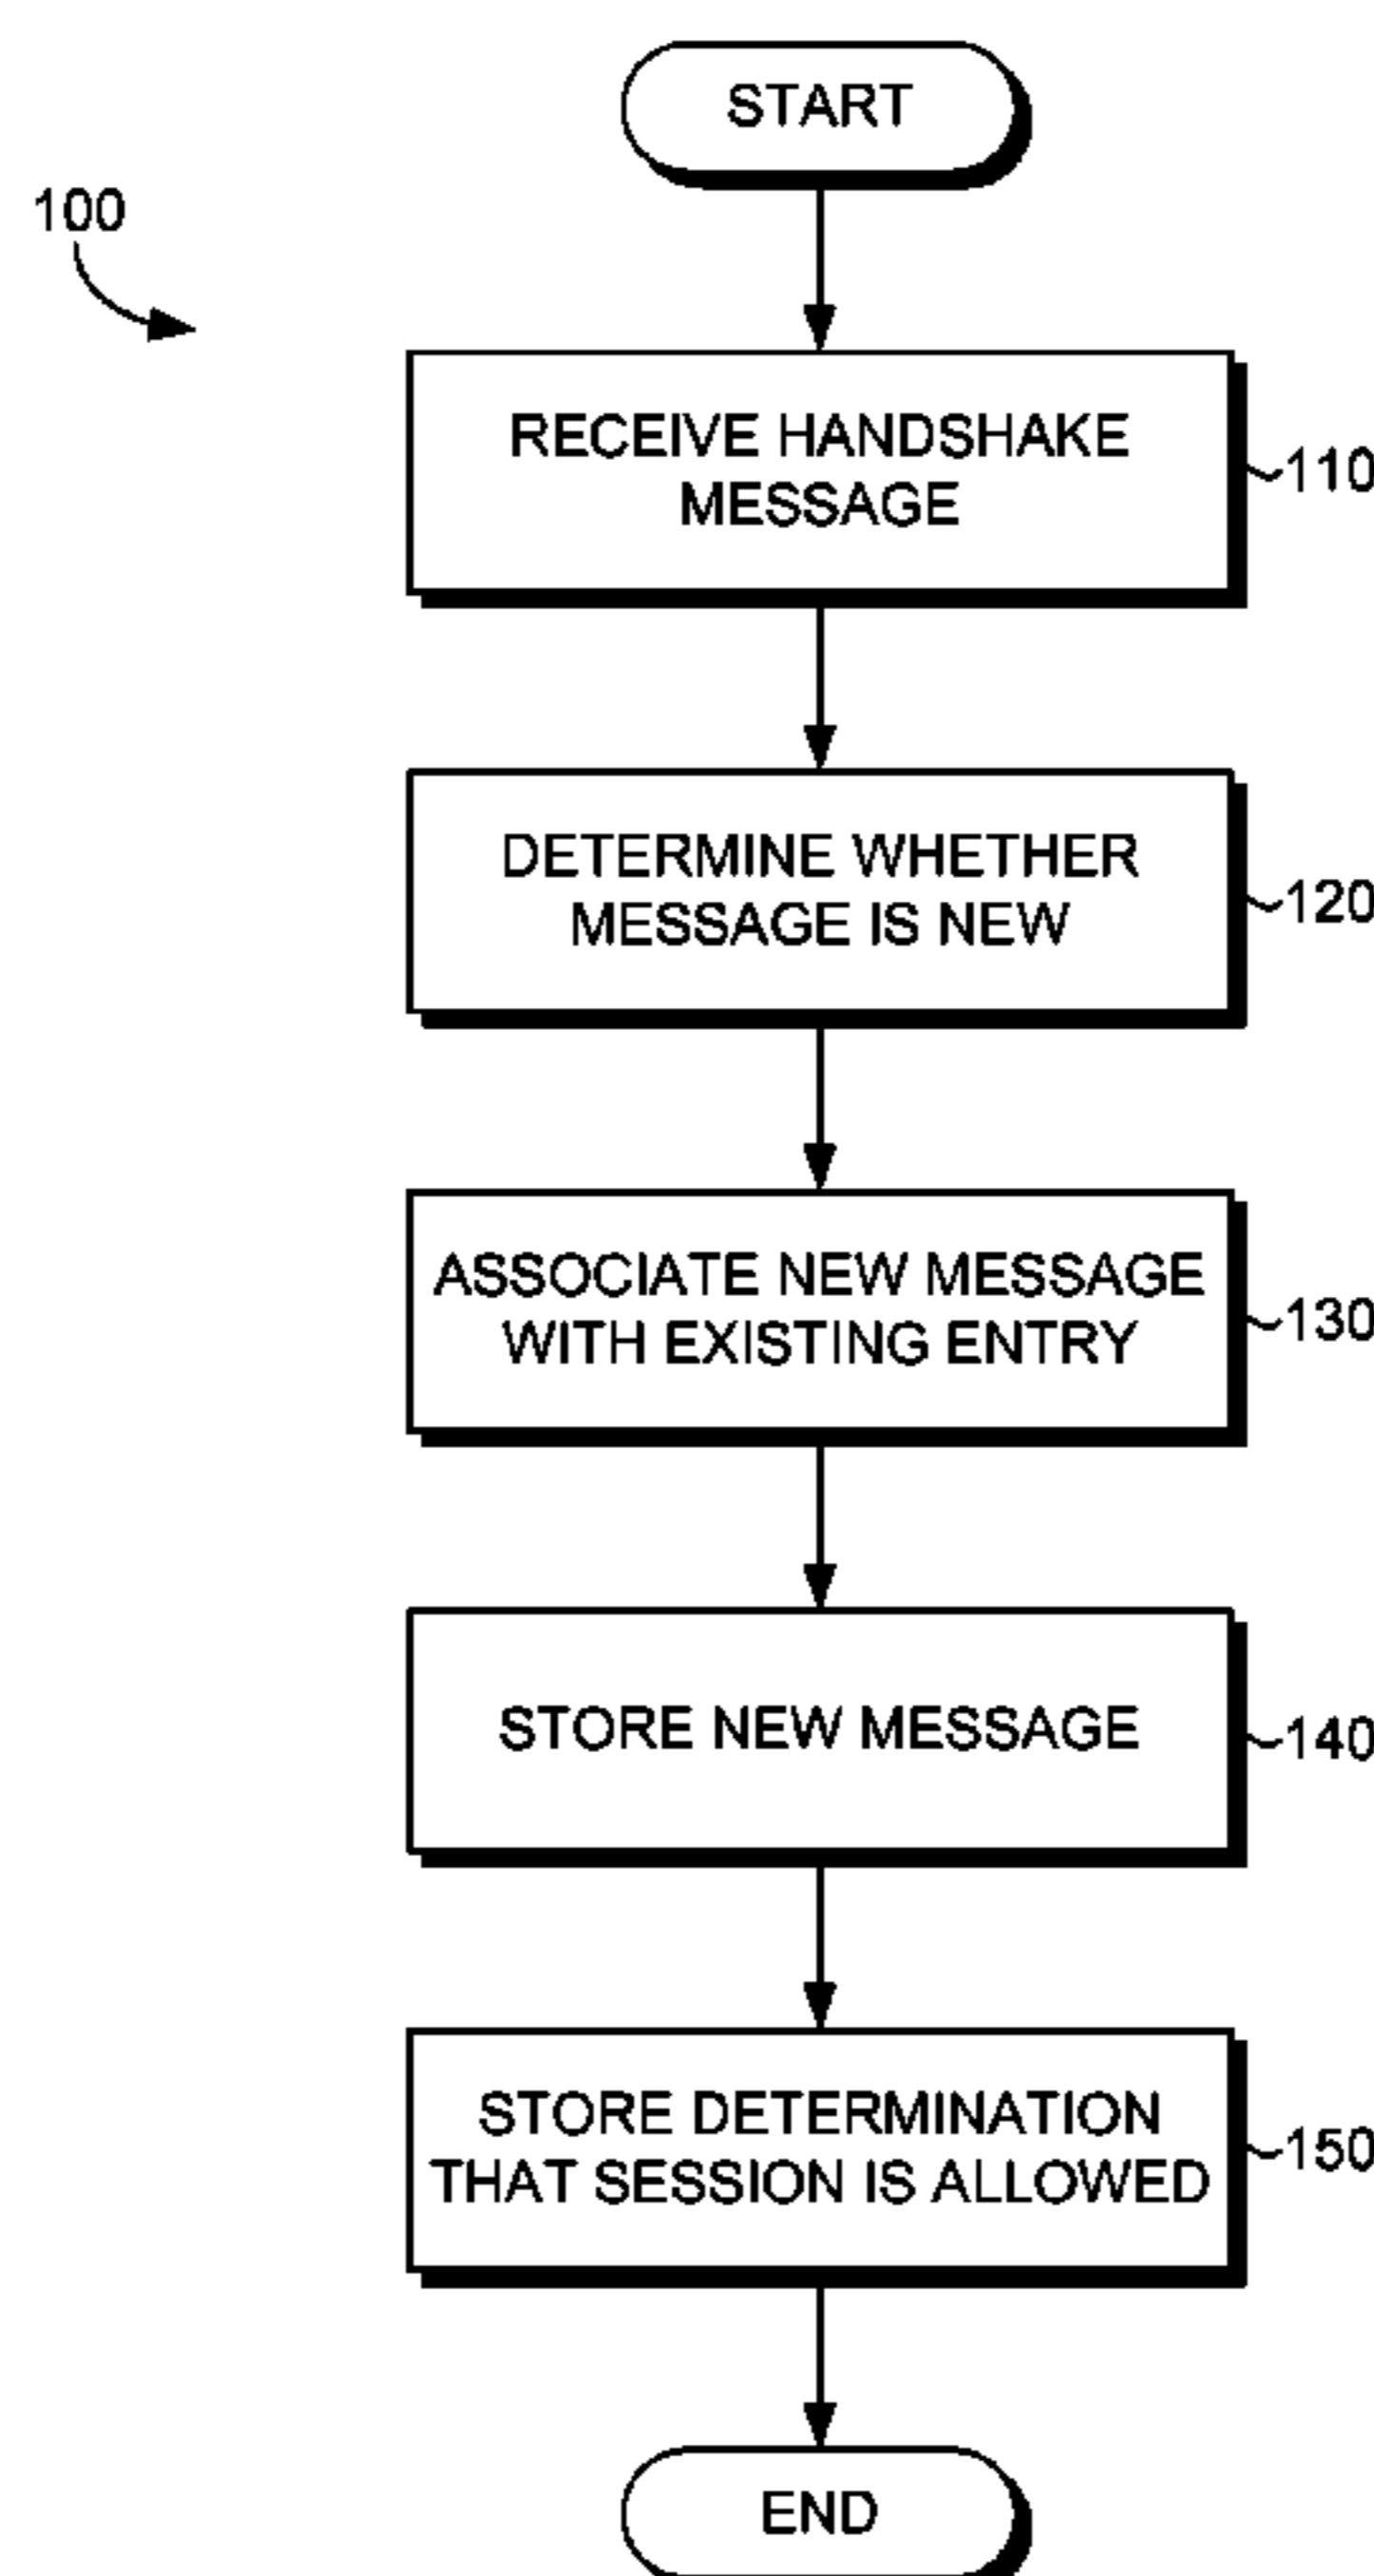 START
100
RECEIVE HANDSHAKE
MESSAGE
110
DETERMINE WHETHER
MESSAGE IS NEW
120
ASSOCIATE NEW MESSAGE
WITH EXISTING ENTRY
130
STORE NEW MESSAGE
140
STORE DETERMINATION
THAT SESSION IS ALLOWED
150
END